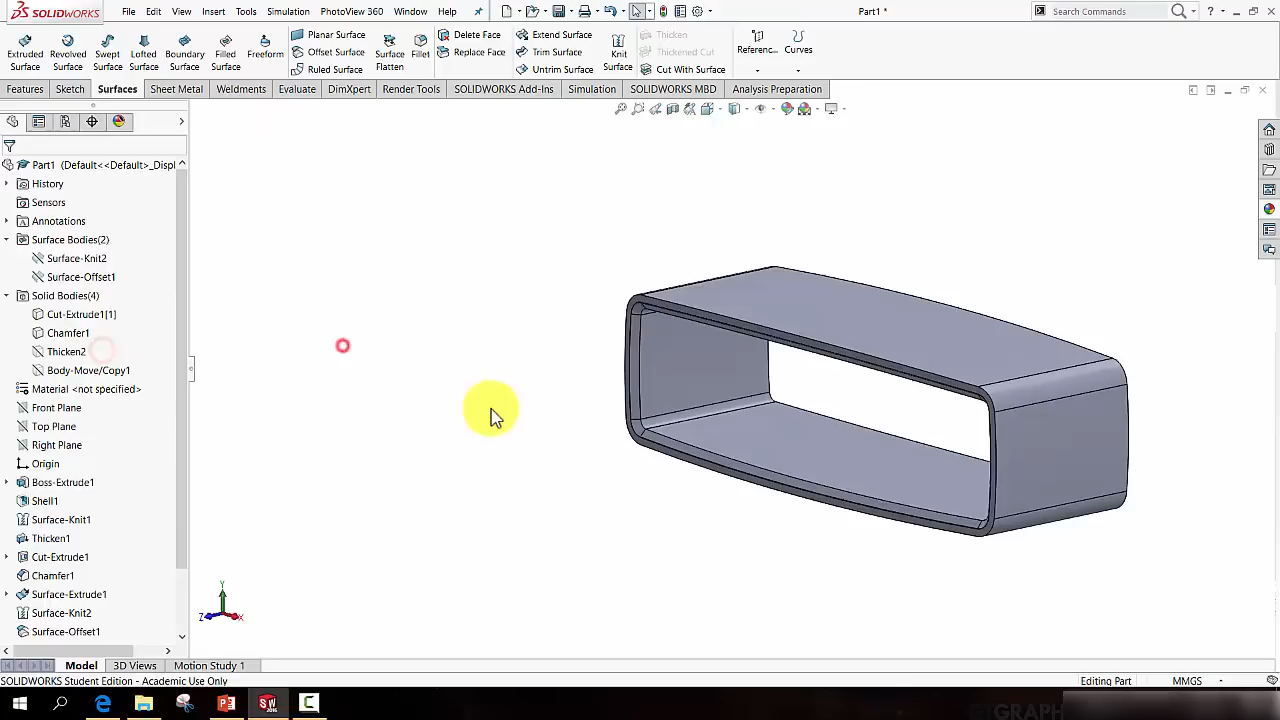 SOLIDWORKS File Edit View Insert Tools Simulation PhotoView 360 Window Help Part1 * Search Commands ?
Extruded Surface Revolved Surface Swept Surface Lofted Surface Boundary Surface Filled Surface Freeform
Planar Surface
Offset Surface
Ruled Surface
Surface Flatten Fillet
Delete Face
Replace Face
Extend Surface
Trim Surface
Untrim Surface
Knit Surface
Thicken
Thickened Cut
Cut With Surface
Referenc... Curves
Features Sketch Surfaces Sheet Metal Weldments Evaluate DimXpert Render Tools SOLIDWORKS Add-Ins Simulation SOLIDWORKS MBD Analysis Preparation
Part1 (Default<<Default>_Displ
History
Sensors
Annotations
Surface Bodies(2)
Surface-Knit2
Surface-Offset1
Solid Bodies(4)
Cut-Extrude1[1]
Chamfer1
Thicken2
Body-Move/Copy1
Material <not specified>
Front Plane
Top Plane
Right Plane
Origin
Boss-Extrude1
Shell1
Surface-Knit1
Thicken1
Cut-Extrude1
Chamfer1
Surface-Extrude1
Surface-Knit2
Surface-Offset1
Y
Z X
Model 3D Views Motion Study 1
SOLIDWORKS Student Edition - Academic Use Only Editing Part MMGS